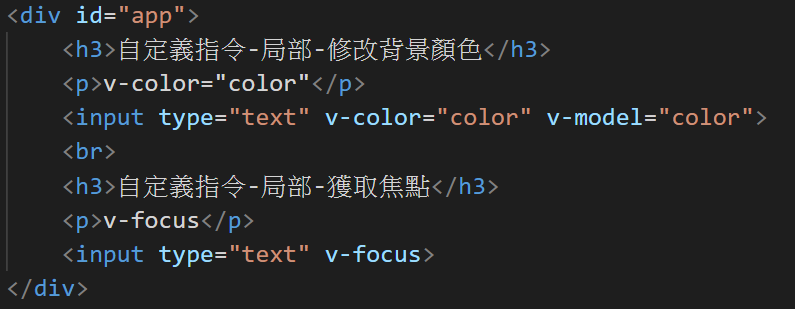 <div id="app">
<h3>自定義指令-局部-修改背景顏色</h3>
<p>v-color="color"</p>
<input type="text" v-color="color" v-model="color">
<br>
<h3>自定義指令-局部-獲取焦點</h3>
<p>v-focus</p>
<input type="text" v-focus>
</div>